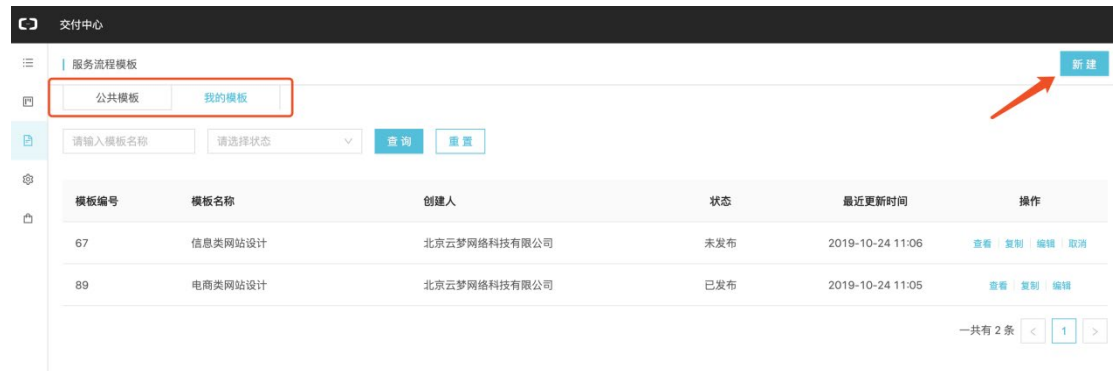 交付中心
服务流程模板
新建
公共模板 我的模板
请输入模板名称 请选择状态 查询 重置
模板编号 模板名称 创建人 状态 最近更新时间 操作
67 信息类网站设计 北京云梦网络科技有限公司 未发布 2019-10-24 11:06 查看 复制 编辑 取消
89 电商类网站设计 北京云梦网络科技有限公司 已发布 2019-10-24 11:05 查看 复制 编辑
一共有 2 条 < 1 >